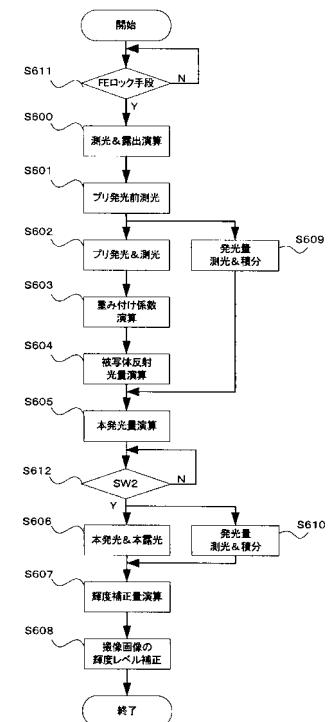 開始
S611
FEロック手段
N
Y
S600
測光&露出演算
S601
プリ発光前測光
S602
プリ発光&測光
発光量
測光&積分
S609
S603
重み付け係数
演算
S604
被写体反射
光量演算
S605
本発光量演算
S612
SW2
N
Y
S606
本発光&本露光
発光量
測光&積分
S610
S607
輝度補正量演算
S608
撮像画像の
輝度レベル補正
終了